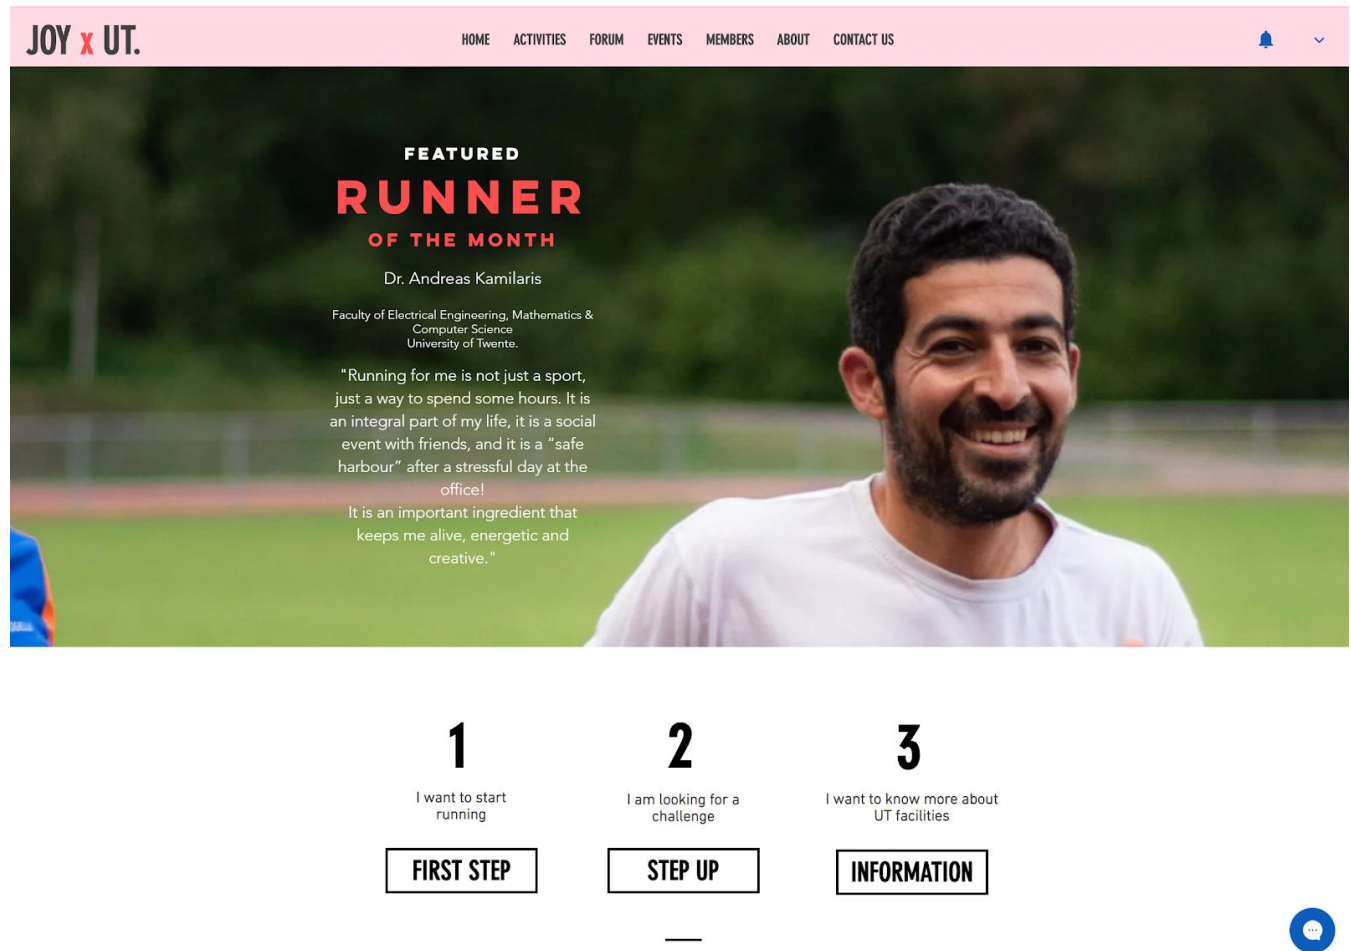 JOY x UT.
HOME ACTIVITIES FORUM EVENTS MEMBERS ABOUT CONTACT US
FEATURED
RUNNER
OF THE MONTH
Dr. Andreas Kamilaris
Faculty of Electrical Engineering, Mathematics &
Computer Science
University of Twente.
"Running for me is not just a sport,
just a way to spend some hours. It is
an integral part of my life, it is a social
event with friends, and it is a “safe
harbour” after a stressful day at the
office!
It is an important ingredient that
keeps me alive, energetic and
creative."
1
I want to start
running
FIRST STEP
2
I am looking for a
challenge
STEP UP
3
I want to know more about
UT facilities
INFORMATION